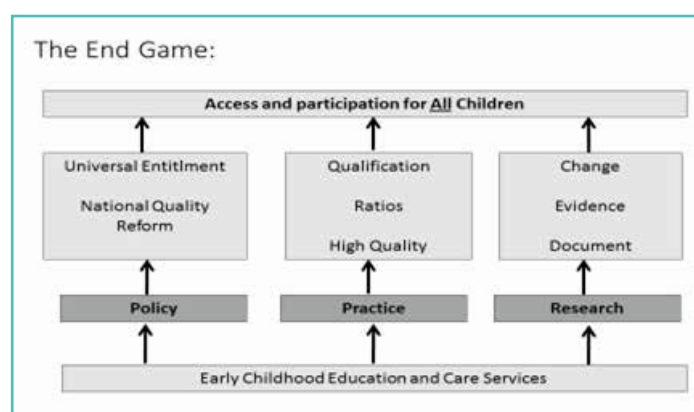 The End Game:
Access and participation for All Children
Universal Entitlment
National Quality
Reform
Qualification
Ratios
High Quality
Change
Evidence
Document
Policy
Practice
Research
Early Childhood Education and Care Services